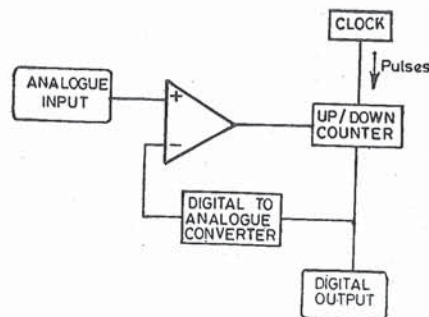 CLOCK
Pulses
ANALOGUE
INPUT
+
UP/DOWN
COUNTER
−
DIGITAL TO
ANALOGUE
CONVERTER
DIGITAL
OUTPUT